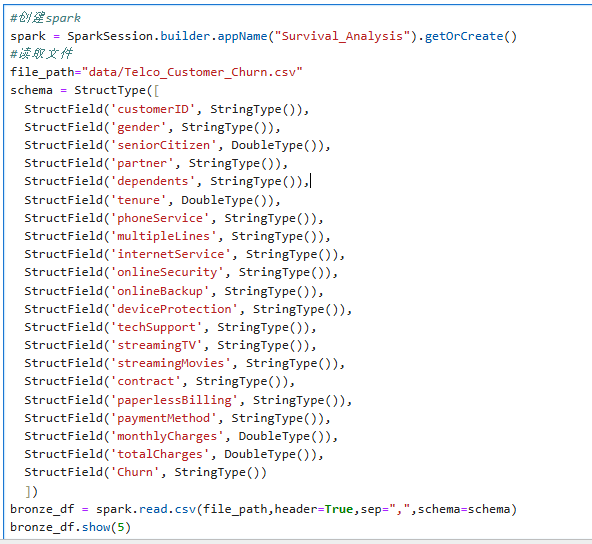 #创建spark
spark = SparkSession.builder.appName("Survival_Analysis").getOrCreate()
#读取文件
file_path="data/Telco_Customer_Churn.csv"
schema = StructType([
  StructField('customerID', StringType()),
  StructField('gender', StringType()),
  StructField('seniorCitizen', DoubleType()),
  StructField('partner', StringType()),
  StructField('dependents', StringType()),
  StructField('tenure', DoubleType()),
  StructField('phoneService', StringType()),
  StructField('multipleLines', StringType()),
  StructField('internetService', StringType()),
  StructField('onlineSecurity', StringType()),
  StructField('onlineBackup', StringType()),
  StructField('deviceProtection', StringType()),
  StructField('techSupport', StringType()),
  StructField('streamingTV', StringType()),
  StructField('streamingMovies', StringType()),
  StructField('contract', StringType()),
  StructField('paperlessBilling', StringType()),
  StructField('paymentMethod', StringType()),
  StructField('monthlyCharges', DoubleType()),
  StructField('totalCharges', DoubleType()),
  StructField('Churn', StringType())
  ])
bronze_df = spark.read.csv(file_path,header=True,sep=",",schema=schema)
bronze_df.show(5)